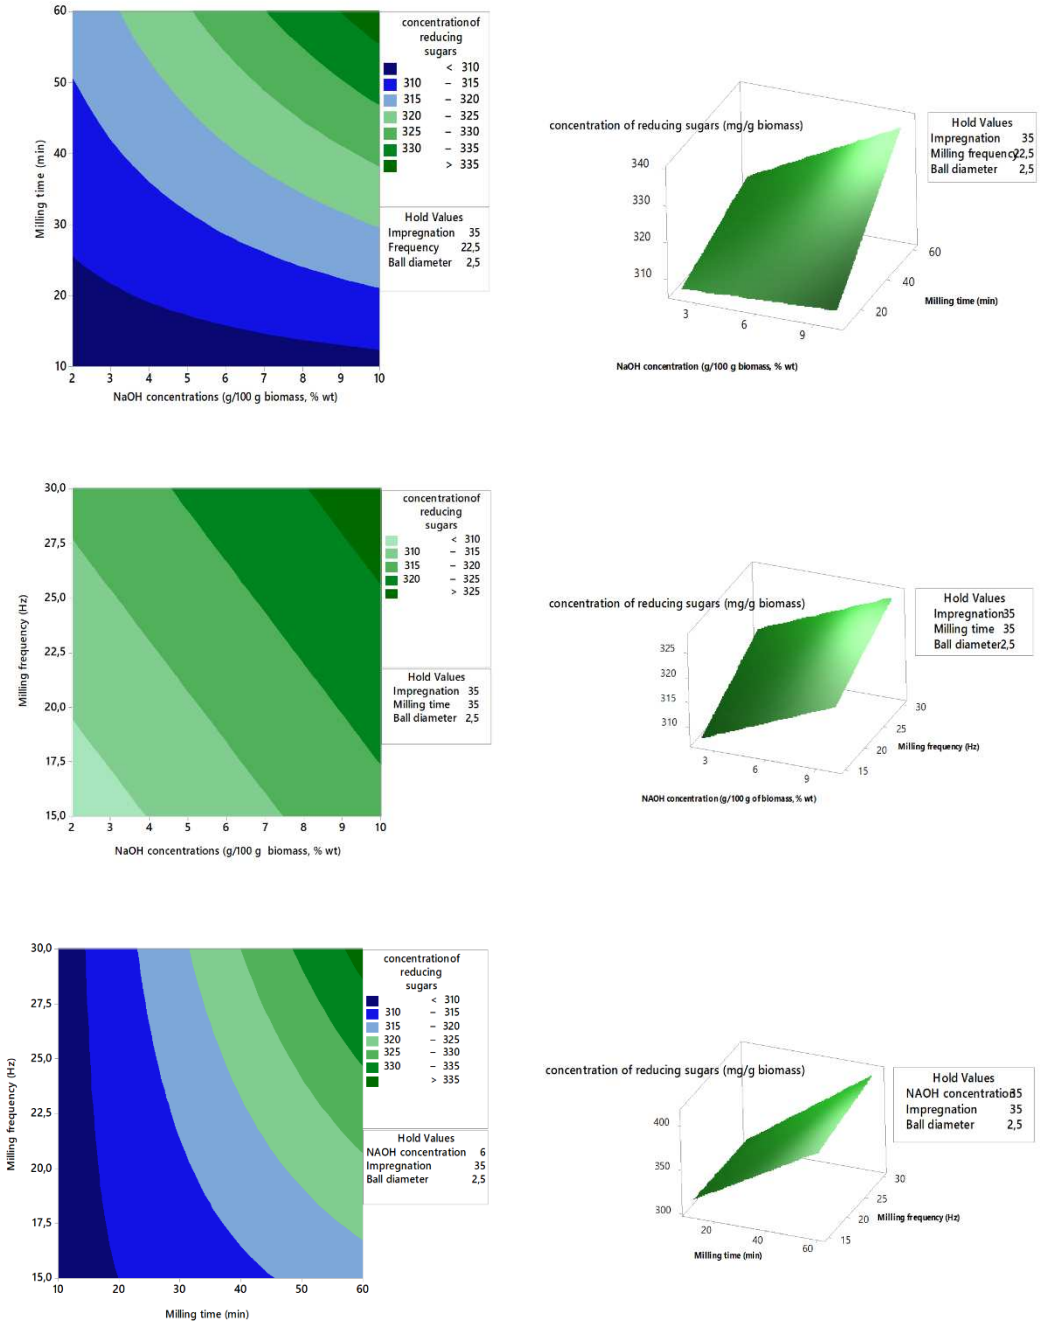 concentration of
reducing
sugars
< 310
310 – 315
315 – 320
320 – 325
325 – 330
330 – 335
> 335
Hold Values
Impregnation 35
Frequency 22,5
Ball diameter 2,5
60
50
40
30
20
10
Milling time (min)
2 3 4 5 6 7 8 9 10
NaOH concentrations (g/100 g biomass, % wt)
concentration of reducing sugars (mg/g biomass)
Hold Values
Impregnation 35
Milling frequency 22,5
Ball diameter 2,5
340
330
320
310
3 6 9
20
40
60
Milling time (min)
NaOH concentration (g/100 g biomass, % wt)
concentration of
reducing
sugars
< 310
310 – 315
315 – 320
320 – 325
> 325
Hold Values
Impregnation 35
Milling time 35
Ball diameter 2,5
30,0
27,5
25,0
22,5
20,0
17,5
15,0
Milling frequency (Hz)
2 3 4 5 6 7 8 9 10
NaOH concentrations (g/100 g biomass, % wt)
concentration of reducing sugars (mg/g biomass)
Hold Values
Impregnation 35
Milling time 35
Ball diameter 2,5
325
320
315
310
3 6 9
15
20
25
30
Milling frequency (Hz)
NAOH concentration (g/100 g of biomass, % wt)
concentration of
reducing
sugars
< 310
310 – 315
315 – 320
320 – 325
325 – 330
330 – 335
> 335
Hold Values
NAOH concentration 6
Impregnation 35
Ball diameter 2,5
30,0
27,5
25,0
22,5
20,0
17,5
15,0
Milling frequency (Hz)
10 20 30 40 50 60
Milling time (min)
concentration of reducing sugars (mg/g biomass)
Hold Values
NAOH concentratio 35
Impregnation 35
Ball diameter 2,5
400
350
300
20 40 60
15
20
25
30
Milling frequency (Hz)
Milling time (min)